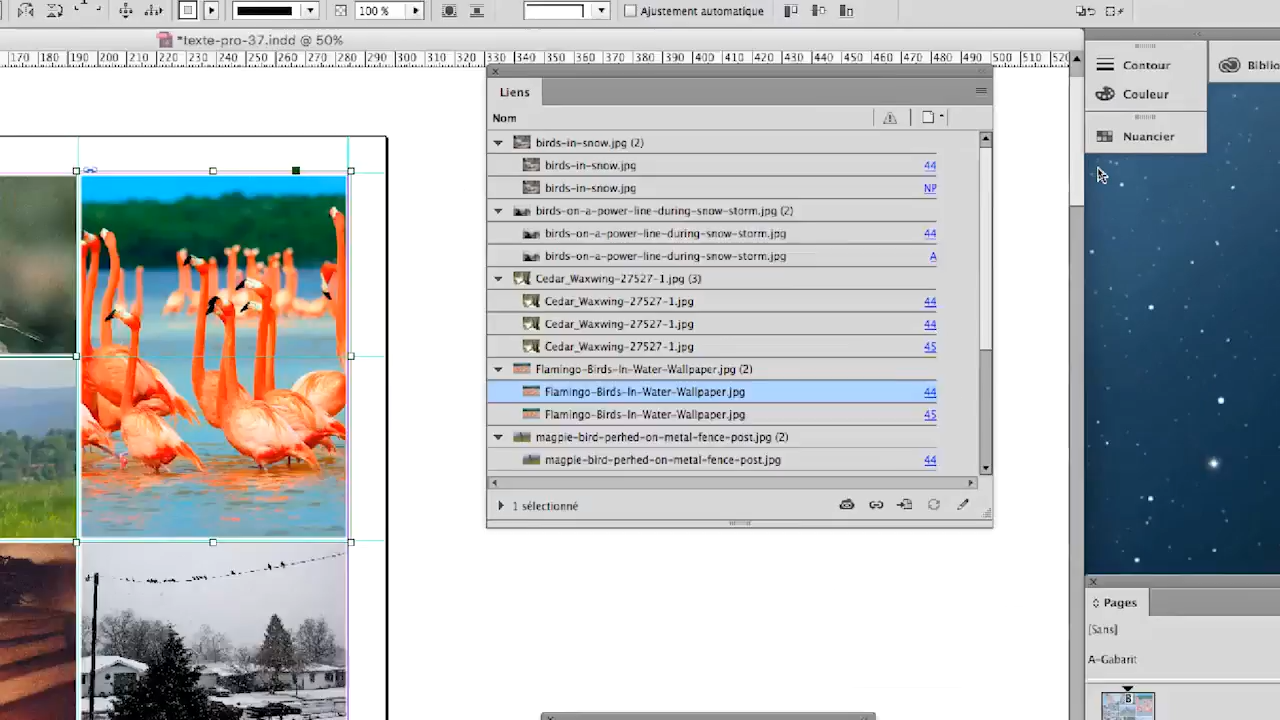 100 %
Ajustement automatique
*texte-pro-37.indd @ 50%
170 180 190 200 210 220 230 240 250 260 270 280 290 300 310 320 330 340 350 360 370 380 390 400 410 420 430 440 450 460 470 480 490 500 510 520
Liens
Nom
birds-in-snow.jpg (2)
birds-in-snow.jpg 44
birds-in-snow.jpg NP
birds-on-a-power-line-during-snow-storm.jpg (2)
birds-on-a-power-line-during-snow-storm.jpg 44
birds-on-a-power-line-during-snow-storm.jpg A
Cedar_Waxwing-27527-1.jpg (3)
Cedar_Waxwing-27527-1.jpg 44
Cedar_Waxwing-27527-1.jpg 44
Cedar_Waxwing-27527-1.jpg 45
Flamingo-Birds-In-Water-Wallpaper.jpg (2)
Flamingo-Birds-In-Water-Wallpaper.jpg 44
Flamingo-Birds-In-Water-Wallpaper.jpg 45
magpie-bird-perhed-on-metal-fence-post.jpg (2)
magpie-bird-perhed-on-metal-fence-post.jpg 44
1 sélectionné
Contour
Couleur
Nuancier
Biblio
Pages
[Sans]
A-Gabarit
B